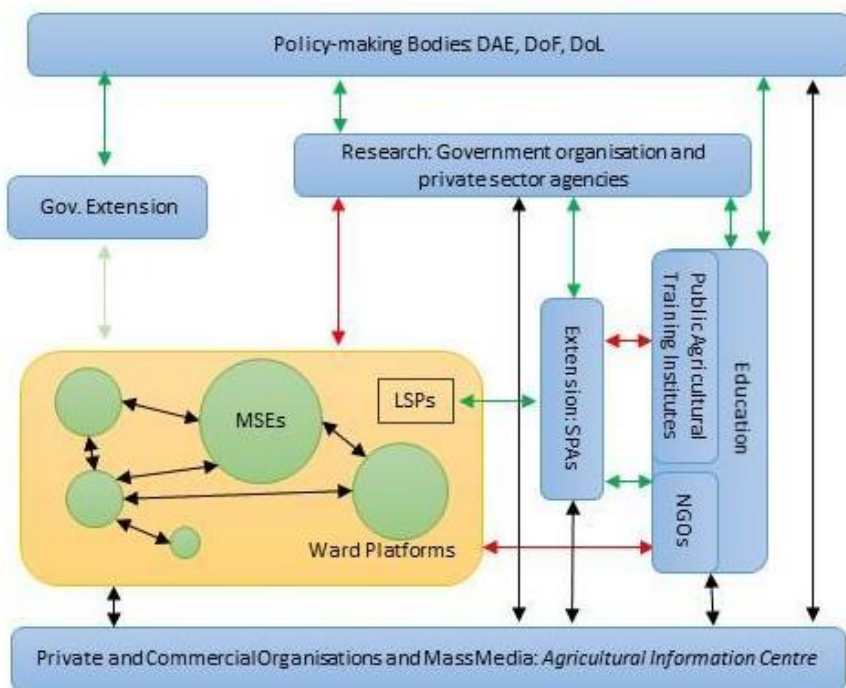 Policy-making Bodies: DAE, DoF, DoL
Research: Government organisation and
private sector agencies
Gov. Extension
Public Agricultural
Training Institutes
Education
Extension: SPAs
LSPs
MSEs
NGOs
Ward Platforms
Private and Commercial Organisations and Mass Media: Agricultural Information Centre